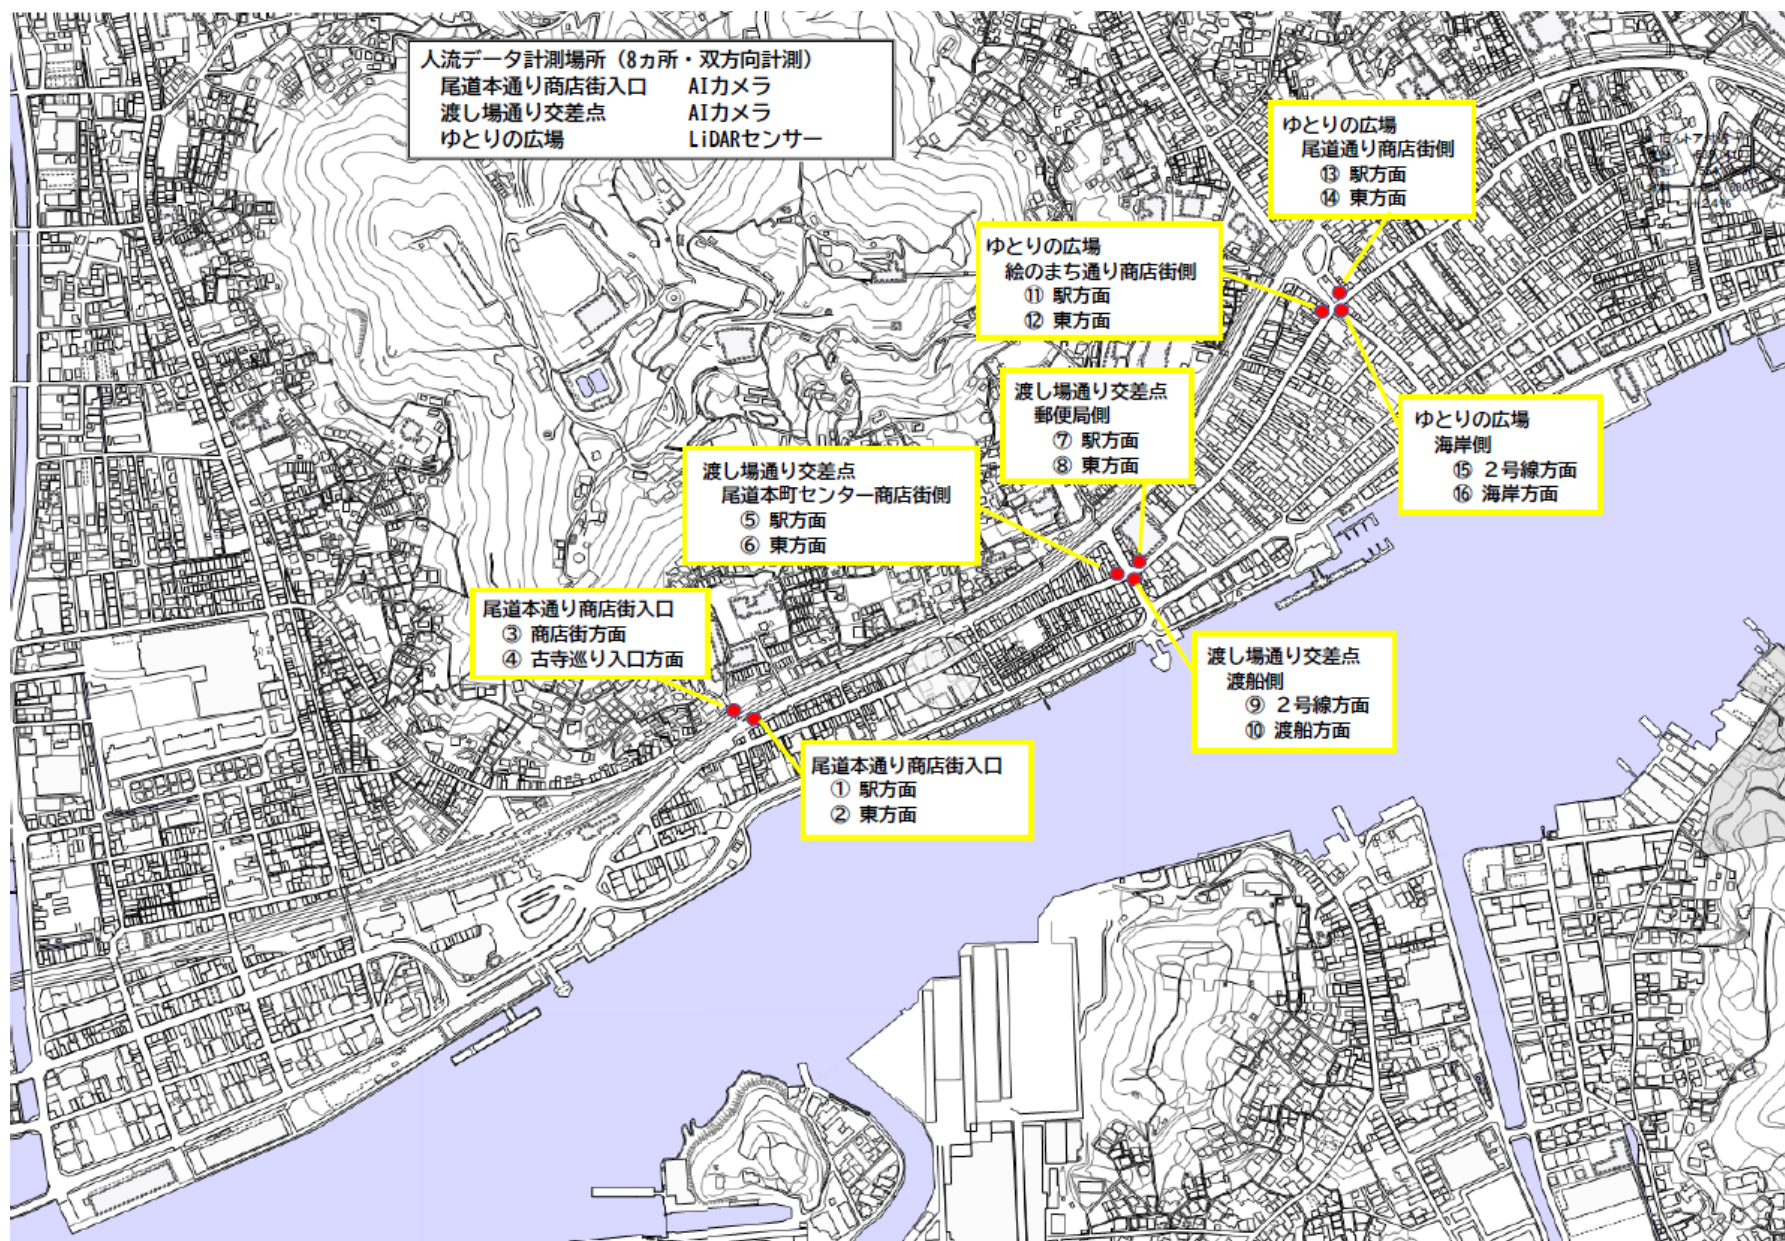 人流データ計測場所（8ヵ所・双方向計測）
尾道本通り商店街入口　AIカメラ
渡し場通り交差点　AIカメラ
ゆとりの広場　LiDARセンサー
ゆとりの広場
尾道通り商店街側
⑬ 駅方面
⑭ 東方面
ゆとりの広場
絵のまち通り商店街側
⑪ 駅方面
⑫ 東方面
渡し場通り交差点
郵便局側
⑦ 駅方面
⑧ 東方面
ゆとりの広場
海岸側
⑮ ２号線方面
⑯ 海岸方面
渡し場通り交差点
尾道本町センター商店街側
⑤ 駅方面
⑥ 東方面
尾道本通り商店街入口
③ 商店街方面
④ 古寺巡り入口方面
渡し場通り交差点
渡船側
⑨ ２号線方面
⑩ 渡船方面
尾道本通り商店街入口
① 駅方面
② 東方面